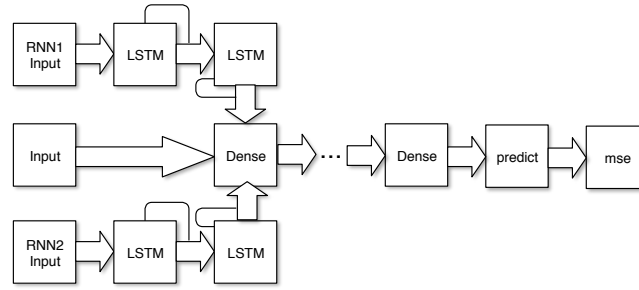 RNN1
Input
LSTM
LSTM
Input
Dense
...
Dense
predict
mse
RNN2
Input
LSTM
LSTM